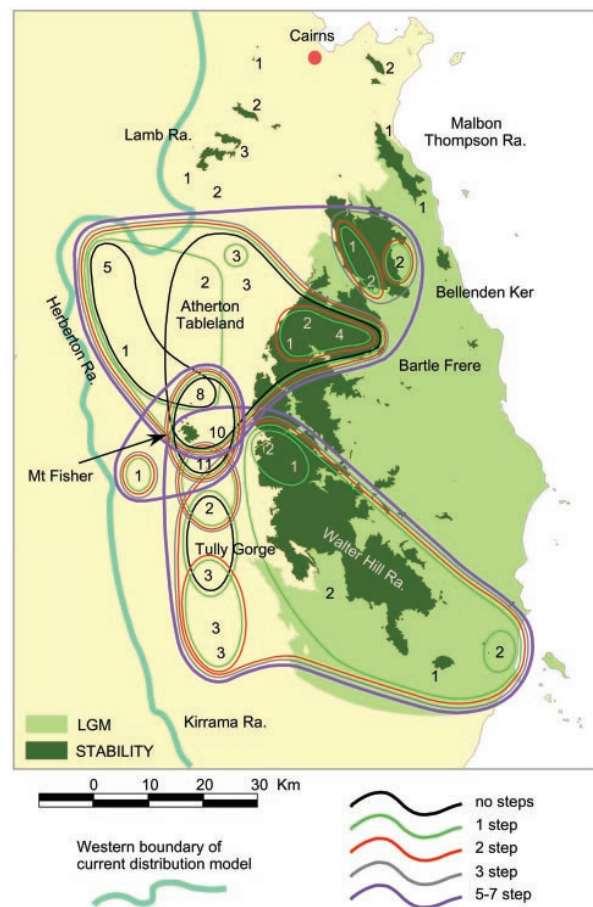 Cairns
1
2
2
Lamb Ra.
3
1
Malbon
Thompson Ra.
1
2
1
5
2
3
3
1
2
2
Atherton
Tableland
Bellenden Ker
2
4
1
Herberton Ra.
1
Bartle Frere
8
10
Mt Fisher
11
2
1
1
2
Tully Gorge
Walter Hill Ra.
3
2
3
3
2
1
Kirrama Ra.
LGM
STABILITY
0 10 20 30 Km
Western boundary of
current distribution model
no steps
1 step
2 step
3 step
5-7 step